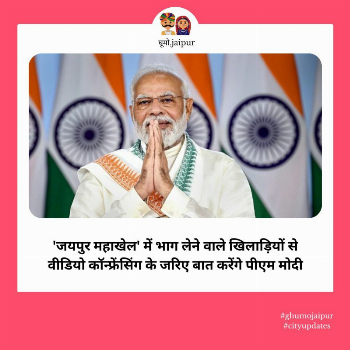 घूमो.jaipur
'जयपुर महाखेल' में भाग लेने वाले खिलाड़ियों से
वीडियो कॉन्फ्रेंसिंग के जरिए बात करेंगे पीएम मोदी
#ghumojaipur
#cityupdates